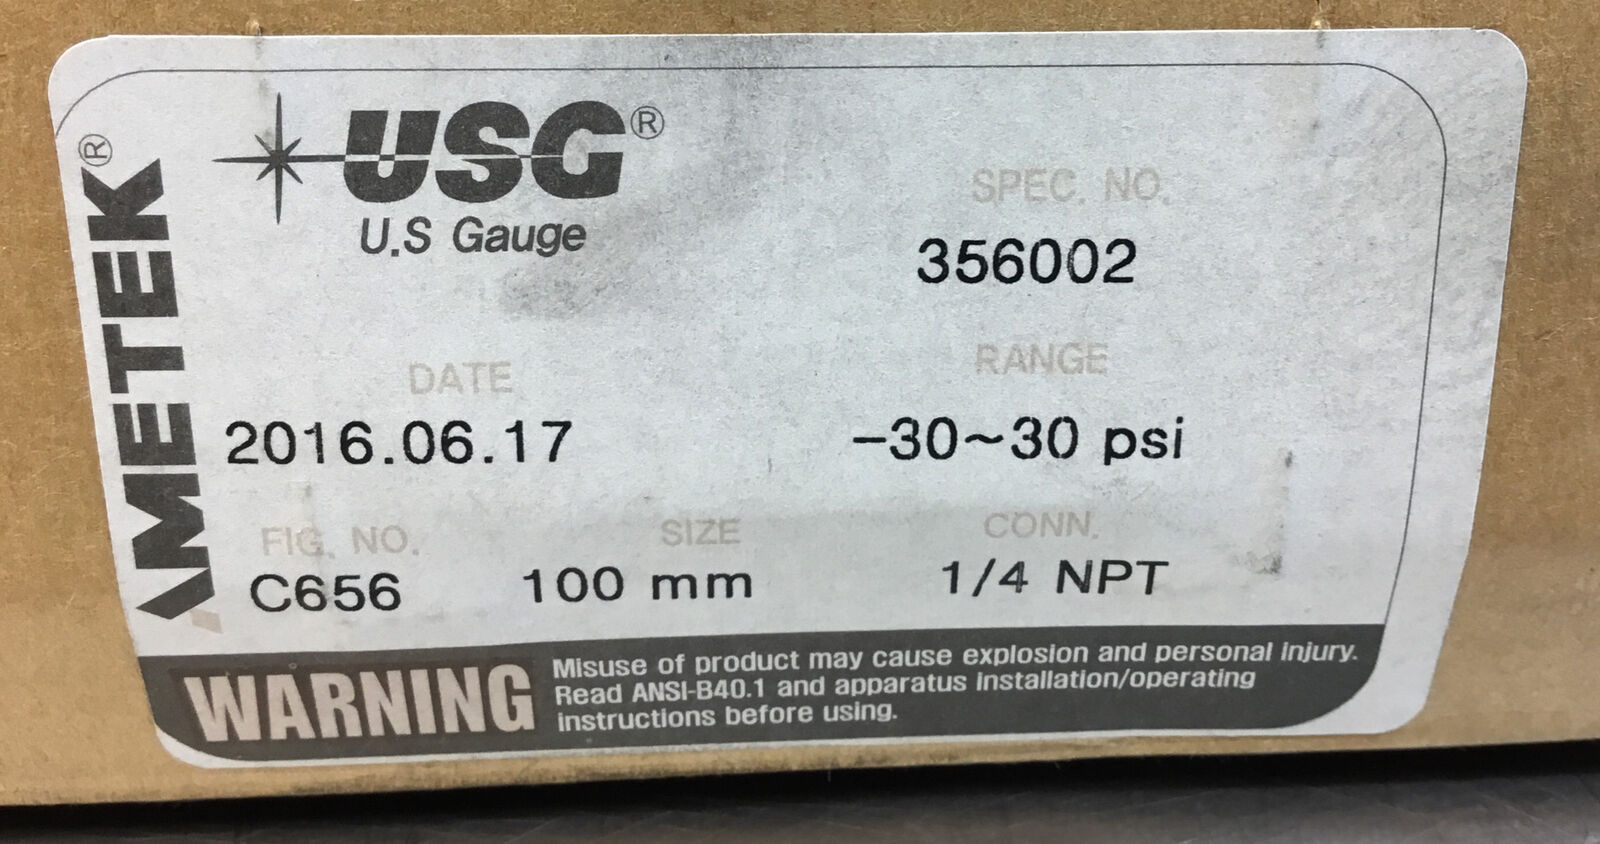 AMETEK®
USG®
U.S Gauge
SPEC. NO.
356002
DATE
RANGE
2016.06.17
-30~30 psi
FIG. NO.
SIZE
CONN.
C656
100 mm
1/4 NPT
WARNING
Misuse of product may cause explosion and personal injury.
Read ANSI-B40.1 and apparatus installation/operating
instructions before using.